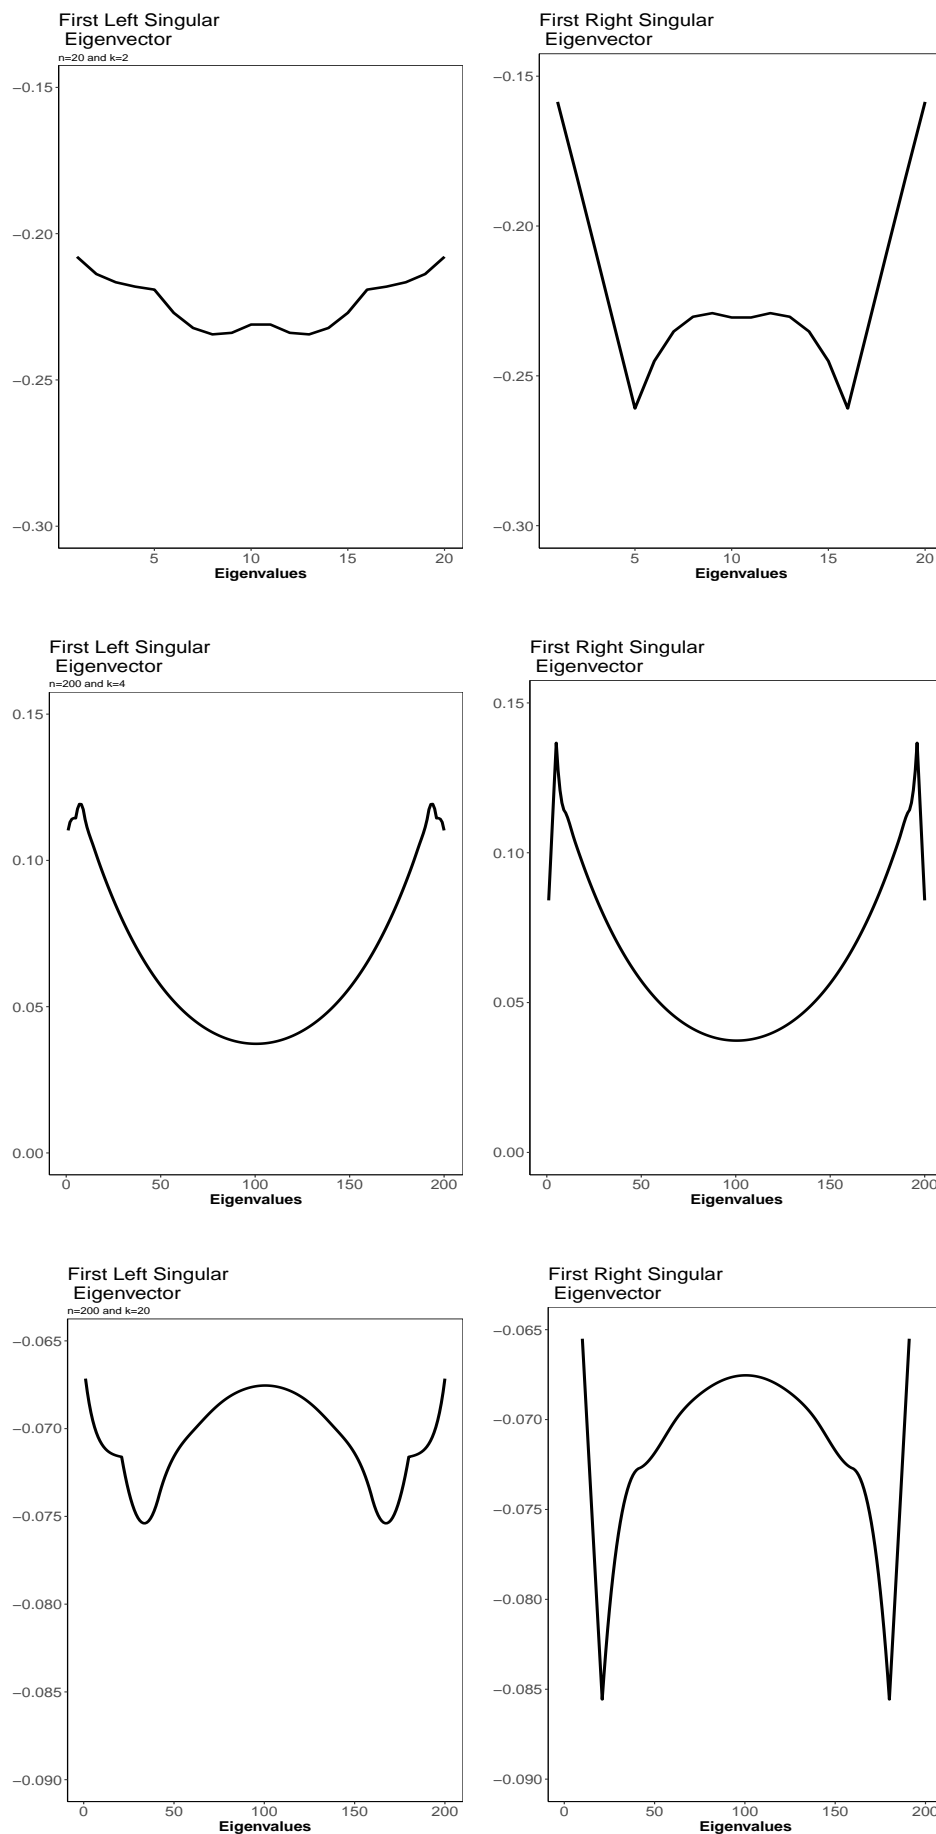 First Left Singular
Eigenvector
n=20 and k=2
−0.15
−0.20
−0.25
−0.30
5
10
15
20
Eigenvalues
First Right Singular
Eigenvector
−0.15
−0.20
−0.25
−0.30
5
10
15
20
Eigenvalues
First Left Singular
Eigenvector
n=200 and k=4
0.15
0.10
0.05
0.00
0
50
100
150
200
Eigenvalues
First Right Singular
Eigenvector
0.15
0.10
0.05
0.00
0
50
100
150
200
Eigenvalues
First Left Singular
Eigenvector
n=200 and k=20
−0.065
−0.070
−0.075
−0.080
−0.085
−0.090
0
50
100
150
200
Eigenvalues
First Right Singular
Eigenvector
−0.065
−0.070
−0.075
−0.080
−0.085
−0.090
0
50
100
150
200
Eigenvalues